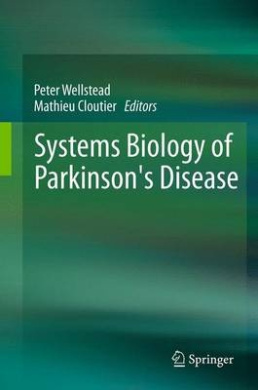 Peter Wellstead
Mathieu Cloutier Editors
Systems Biology of
Parkinson's Disease
Springer